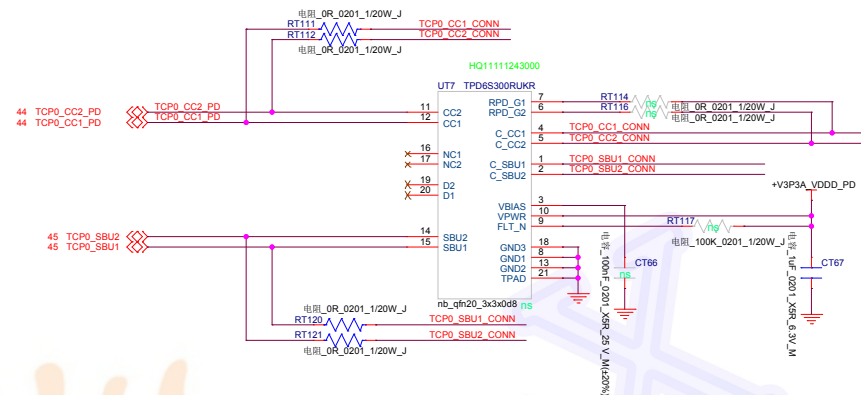 电阻_0R_0201_1/20W_J
RT111 TCP0_CC1_CONN
RT112 TCP0_CC2_CONN
电阻_0R_0201_1/20W_J
HQ11111243000
UT7 TPD6S300RUKR
44 TCP0_CC2_PD TCP0_CC2_PD
44 TCP0_CC1_PD TCP0_CC1_PD
11 CC2
12 CC1
16 NC1
17 NC2
19 D2
20 D1
45 TCP0_SBU2
45 TCP0_SBU1
14 SBU2
15 SBU1
RPD_G1 7 RT114 ns 电阻_0R_0201_1/20W_J
RPD_G2 6 RT116 ns 电阻_0R_0201_1/20W_J
C_CC1 4 TCP0_CC1_CONN
C_CC2 5 TCP0_CC2_CONN
C_SBU1 1 TCP0_SBU1_CONN
C_SBU2 2 TCP0_SBU2_CONN
+V3P3A_VDDD_PD
VBIAS 3
VPWR 10
FLT_N 9 RT117 ns
电阻_100K_0201_1/20W_J
GND3 18
GND1 8
GND2 13
TPAD 21
CT66
ns
电容_100nF_0201_X5R_25 V_M(±20%)
CT67
电容_1uF_0201_X5R_6.3V_M
nb_qfn20_3x3x0d8 ns
电阻_0R_0201_1/20W_J
RT120 TCP0_SBU1_CONN
RT121 TCP0_SBU2_CONN
电阻_0R_0201_1/20W_J